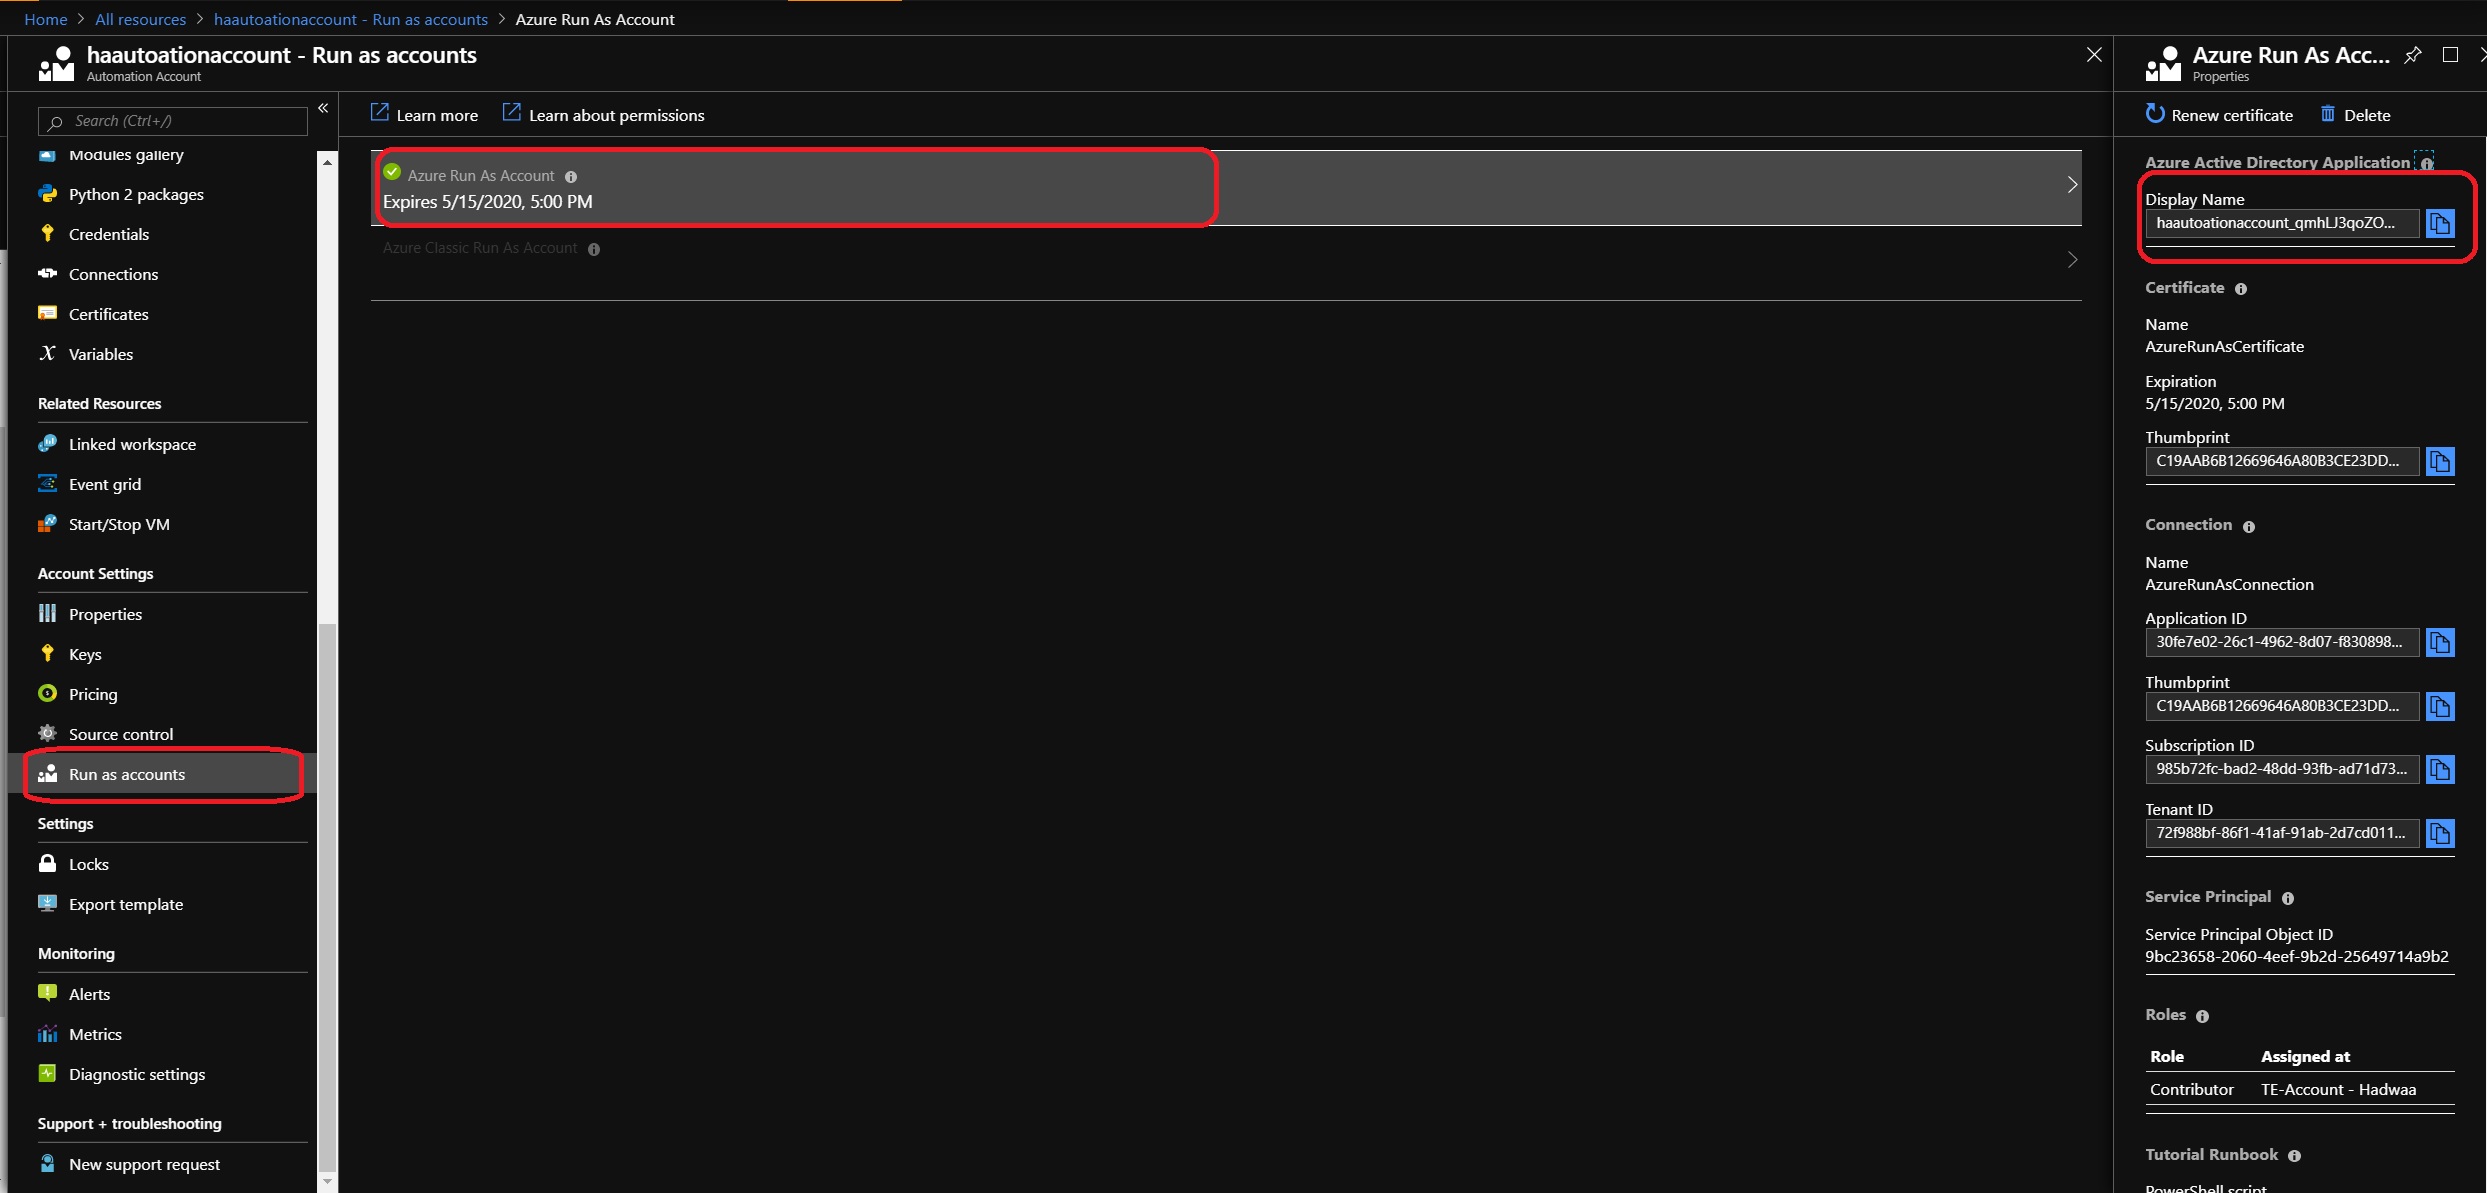 Home > All resources > haautoationaccount - Run as accounts > Azure Run As Account
haautoationaccount - Run as accounts
Automation Account
Search (Ctrl+/)
Modules gallery
Python 2 packages
Credentials
Connections
Certificates
Variables
Related Resources
Linked workspace
Event grid
Start/Stop VM
Account Settings
Properties
Keys
Pricing
Source control
Run as accounts
Settings
Locks
Export template
Monitoring
Alerts
Metrics
Diagnostic settings
Support + troubleshooting
New support request
Learn more
Learn about permissions
Azure Run As Account
Expires 5/15/2020, 5:00 PM
Azure Classic Run As Account
Azure Run As Acc...
Properties
Renew certificate
Delete
Azure Active Directory Application
Display Name
haautoationaccount_qmhLJ3qoZO...
Certificate
Name
AzureRunAsCertificate
Expiration
5/15/2020, 5:00 PM
Thumbprint
C19AAB6B12669646A80B3CE23DD...
Connection
Name
AzureRunAsConnection
Application ID
30fe7e02-26c1-4962-8d07-f830898...
Thumbprint
C19AAB6B12669646A80B3CE23DD...
Subscription ID
985b72fc-bad2-48dd-93fb-ad71d73...
Tenant ID
72f988bf-86f1-41af-91ab-2d7cd011...
Service Principal
Service Principal Object ID
9bc23658-2060-4eef-9b2d-25649714a9b2
Roles
Role Assigned at
Contributor TE-Account - Hadwaa
Tutorial Runbook
PowerShell script